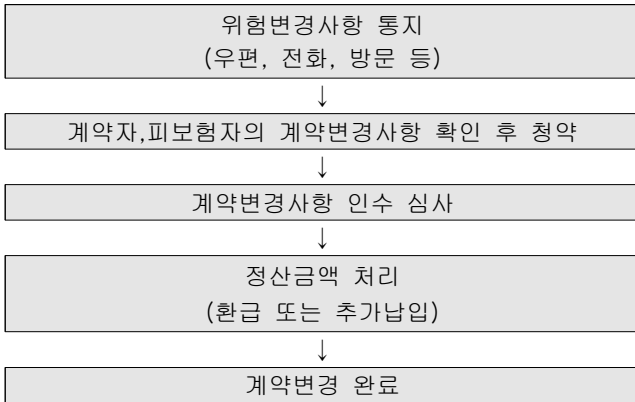 위험변경사항 통지
(우편, 전화, 방문 등)
↓
계약자,피보험자의 계약변경사항 확인 후 청약
↓
계약변경사항 인수 심사
↓
정산금액 처리
(환급 또는 추가납입)
↓
계약변경 완료